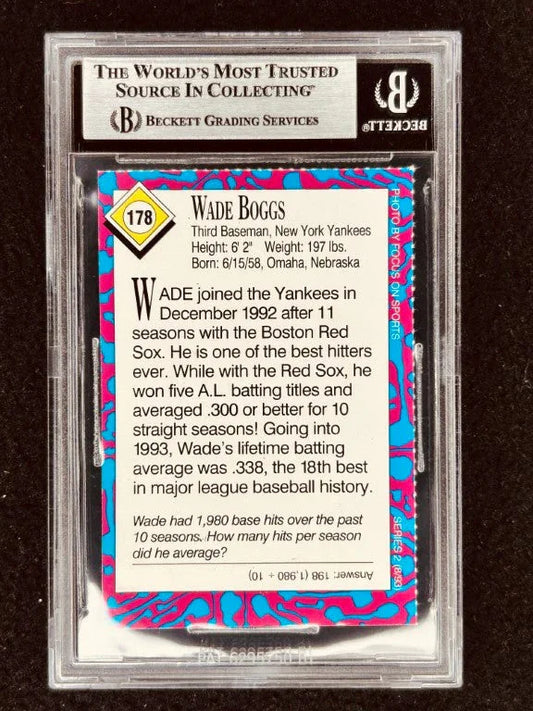 THE WORLD'S MOST TRUSTED
SOURCE IN COLLECTING™
B BECKETT GRADING SERVICES
B
BECKETT®
178
WADE BOGGS
Third Baseman, New York Yankees
Height: 6' 2" Weight: 197 lbs.
Born: 6/15/58, Omaha, Nebraska
WADE joined the Yankees in
December 1992 after 11
seasons with the Boston Red
Sox. He is one of the best hitters
ever. While with the Red Sox, he
won five A.L. batting titles and
averaged .300 or better for 10
straight seasons! Going into
1993, Wade's lifetime batting
average was .338, the 18th best
in major league baseball history.
Wade had 1,980 base hits over the past
10 seasons. How many hits per season
did he average?
Answer: 198 (1,980 ÷ 10)
PHOTO BY FOCUS ON SPORTS
SERIES 2 (8/93)